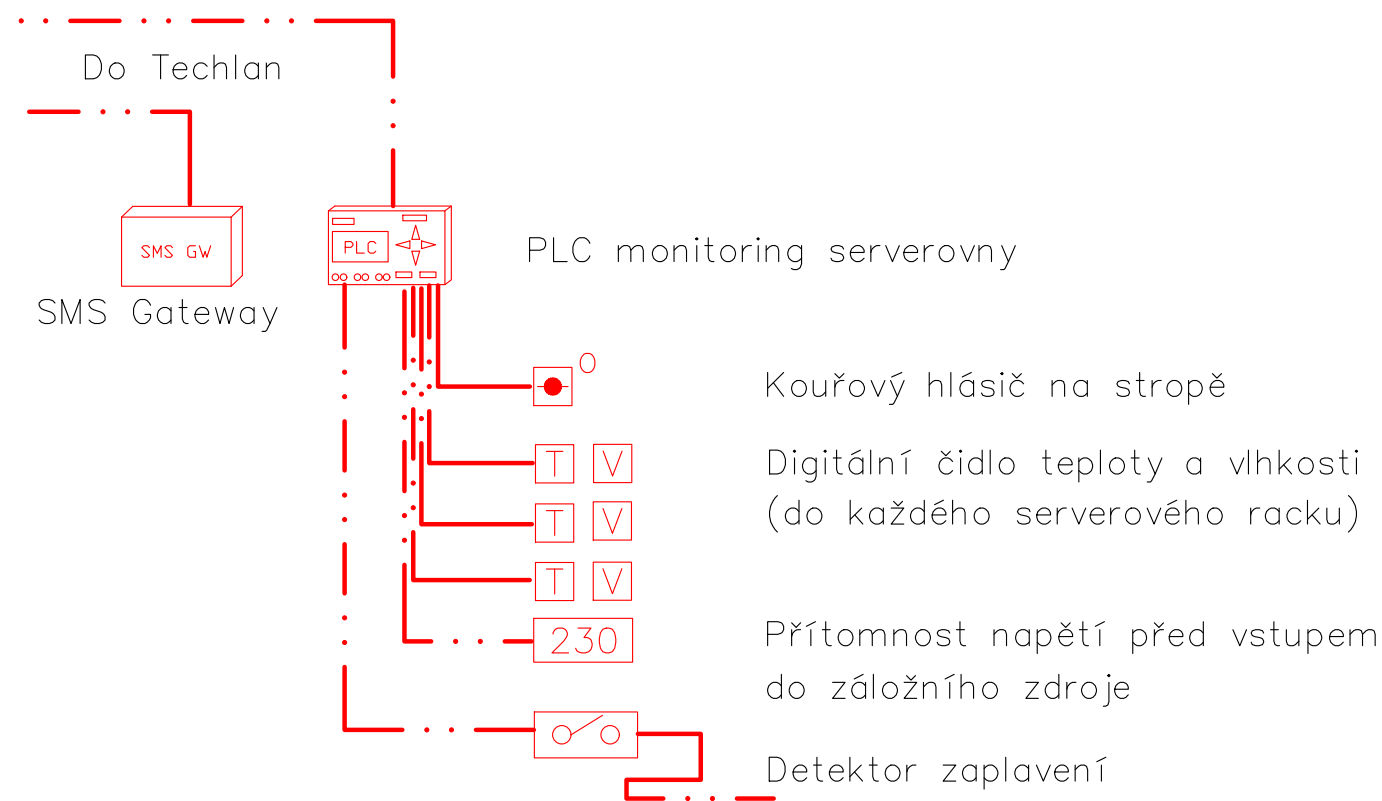 Do Techlan
SMS GW
SMS Gateway
PLC
PLC monitoring serverovny
O
Kouřový hlásič na stropě
T V
Digitální čidlo teploty a vlhkosti
(do každého serverového racku)
T V
T V
230
Přítomnost napětí před vstupem
do záložního zdroje
Detektor zaplavení